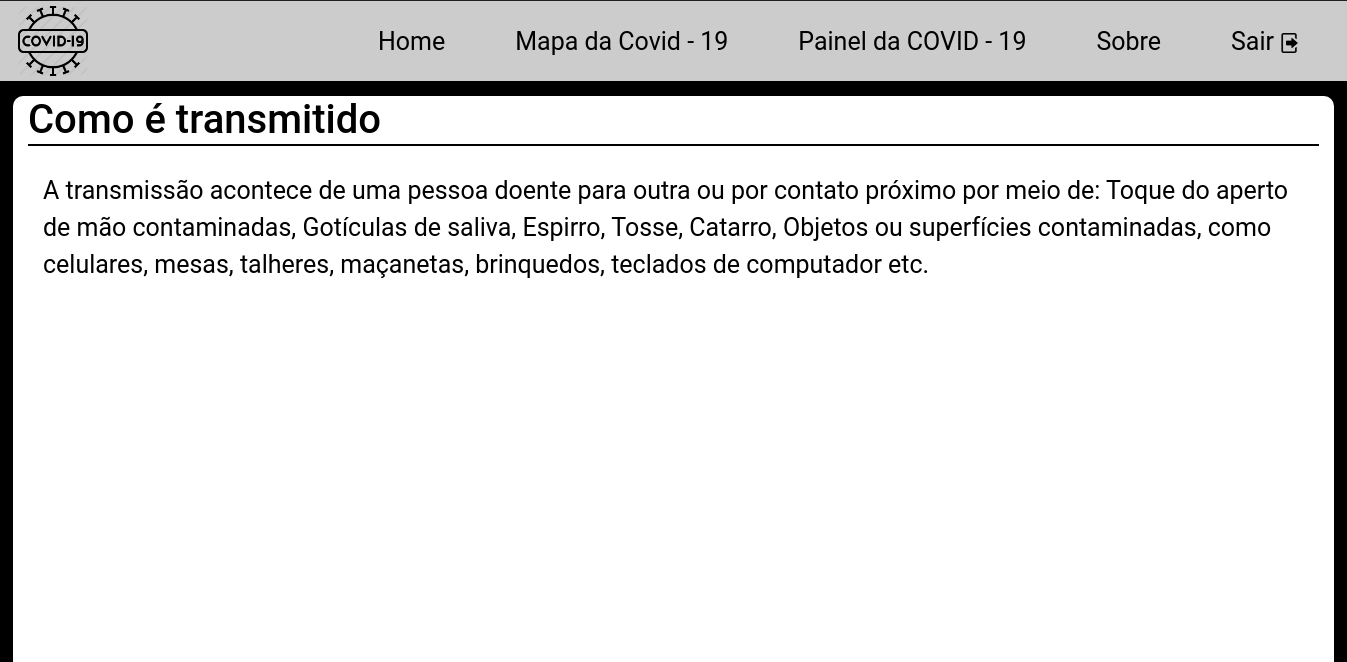 COVID-19
Home
Mapa da Covid - 19
Painel da COVID - 19
Sobre
Sair
Como é transmitido
A transmissão acontece de uma pessoa doente para outra ou por contato próximo por meio de: Toque do aperto
de mão contaminadas, Gotículas de saliva, Espirro, Tosse, Catarro, Objetos ou superfícies contaminadas, como
celulares, mesas, talheres, maçanetas, brinquedos, teclados de computador etc.